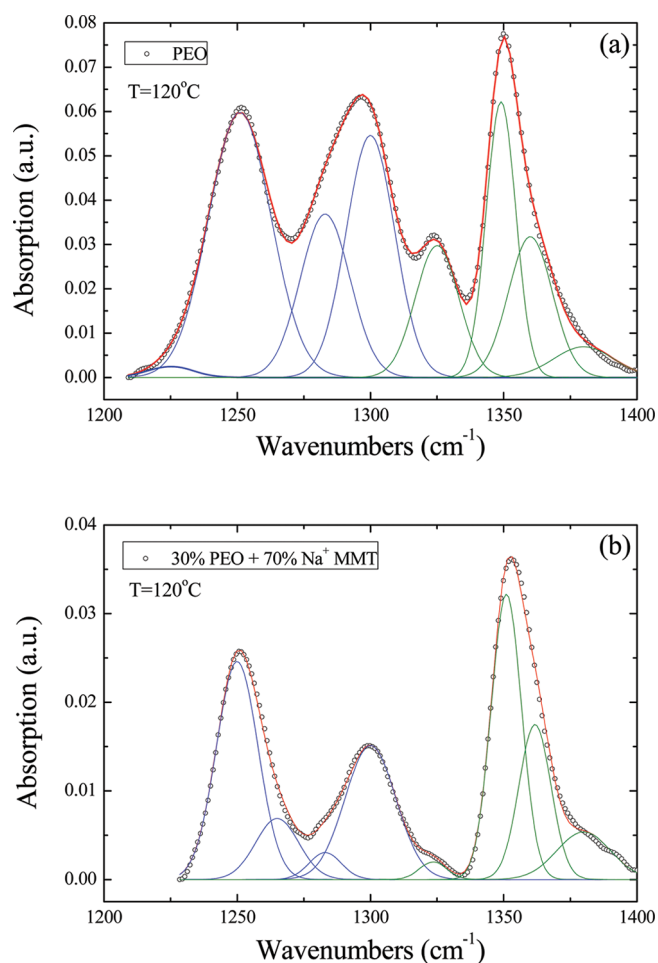 (a)
PEO
T=120°C
0.08
0.07
0.06
0.05
0.04
0.03
0.02
0.01
0.00
Absorption (a.u.)
1200 1250 1300 1350 1400
Wavenumbers (cm⁻¹)
(b)
30% PEO + 70% Na⁺ MMT
T=120°C
0.04
0.03
0.02
0.01
0.00
Absorption (a.u.)
1200 1250 1300 1350 1400
Wavenumbers (cm⁻¹)